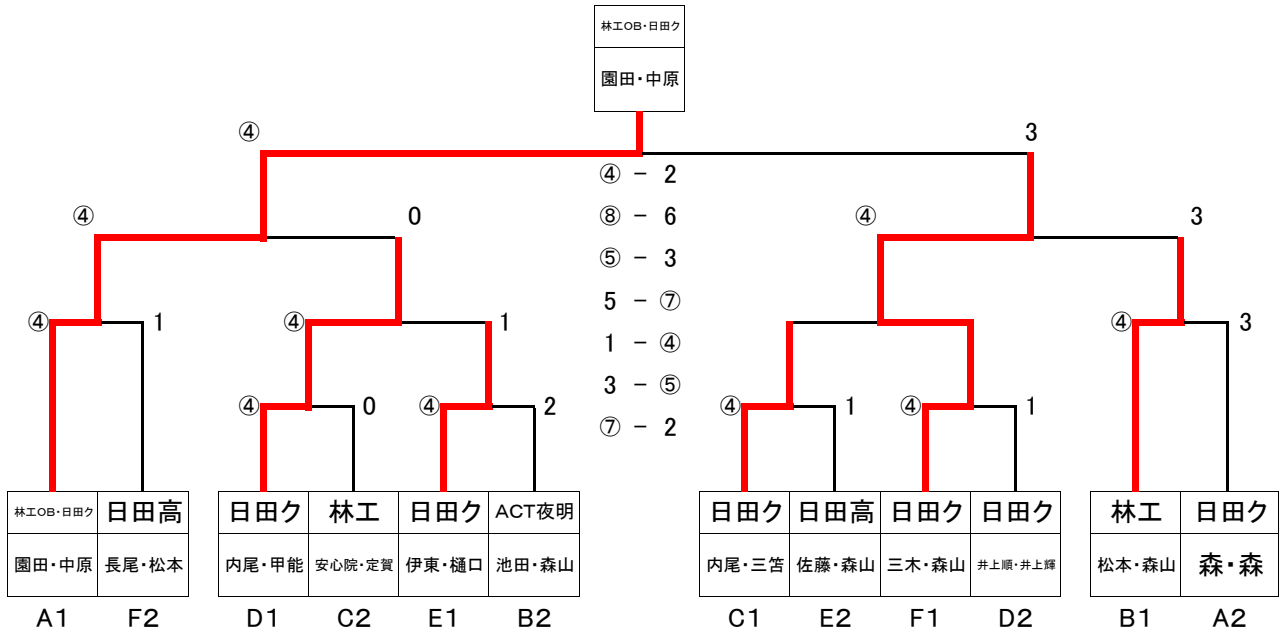 林工OB・日田ク
園田・中原
④ 3
④ - 2
④ 0 ⑧ - 6 ④ 3
⑤ - 3
5 - ⑦
④ 1 ④ 1 1 - ④ ④ 3
3 - ⑤
④ 0 ④ 2 ⑦ - 2 ④ 1 ④ 1
林工OB・日田ク 日田高 日田ク 林工 日田ク ACT夜明 日田ク 日田高 日田ク 日田ク 林工 日田ク
園田・中原 長尾・松本 内尾・甲能 安心院・定賀 伊東・樋口 池田・森山 内尾・三笘 佐藤・森山 三木・森山 井上順・井上輝 松本・森山 森・森
A1 F2 D1 C2 E1 B2 C1 E2 F1 D2 B1 A2